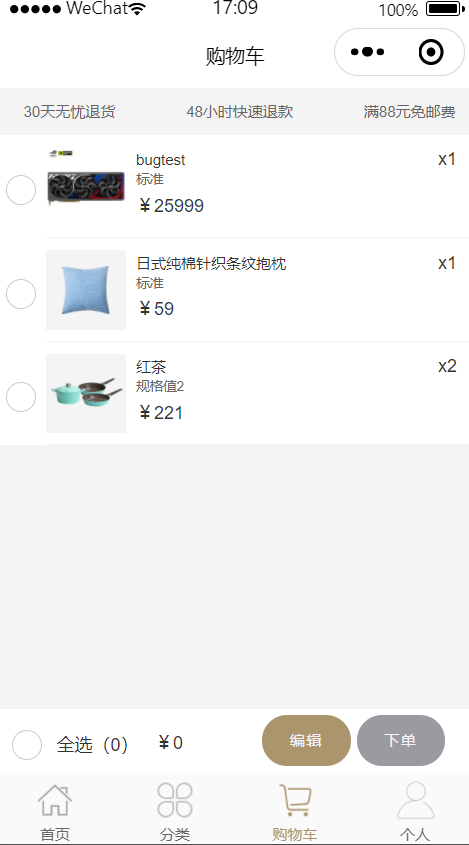 WeChat 17:09 100%
购物车
30天无忧退货 48小时快速退款 满88元免邮费
bugtest x1
标准
￥25999
日式纯棉针织条纹抱枕 x1
标准
￥59
红茶 x2
规格值2
￥221
全选（0） ￥0 编辑 下单
首页 分类 购物车 个人